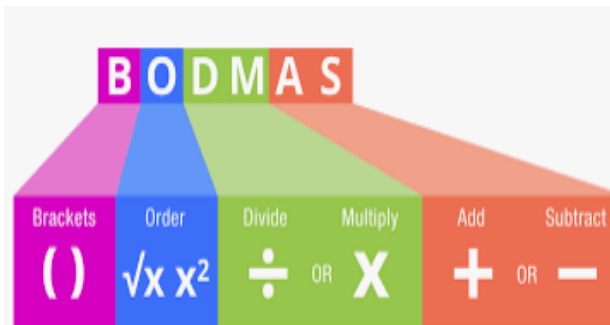 BODMAS
Brackets Order Divide Multiply Add Subtract
( ) √x x² ÷ OR X + OR −